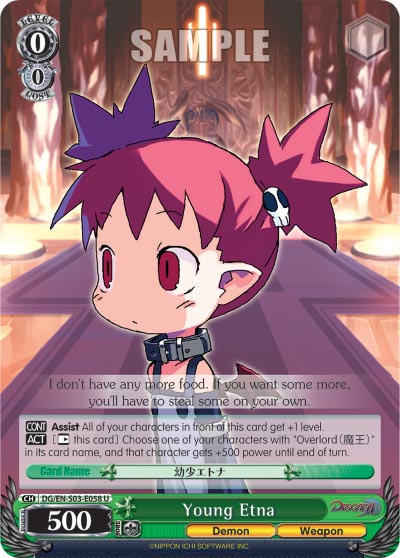 LEVEL
0
0
COST
SAMPLE
I don't have any more food. If you want some more,
you'll have to steal some on your own.
CONT Assist All of your characters in front of this card get +1 level.
ACT [ this card] Choose one of your characters with "Overlord(魔王)"
in its card name, and that character gets +500 power until end of turn.
Card Name 幼少エトナ
CH DG/EN-S03-E058 U
POWER
500
SOUL
Young Etna
DISGAEA
Demon Weapon
©NIPPON ICHI SOFTWARE INC.